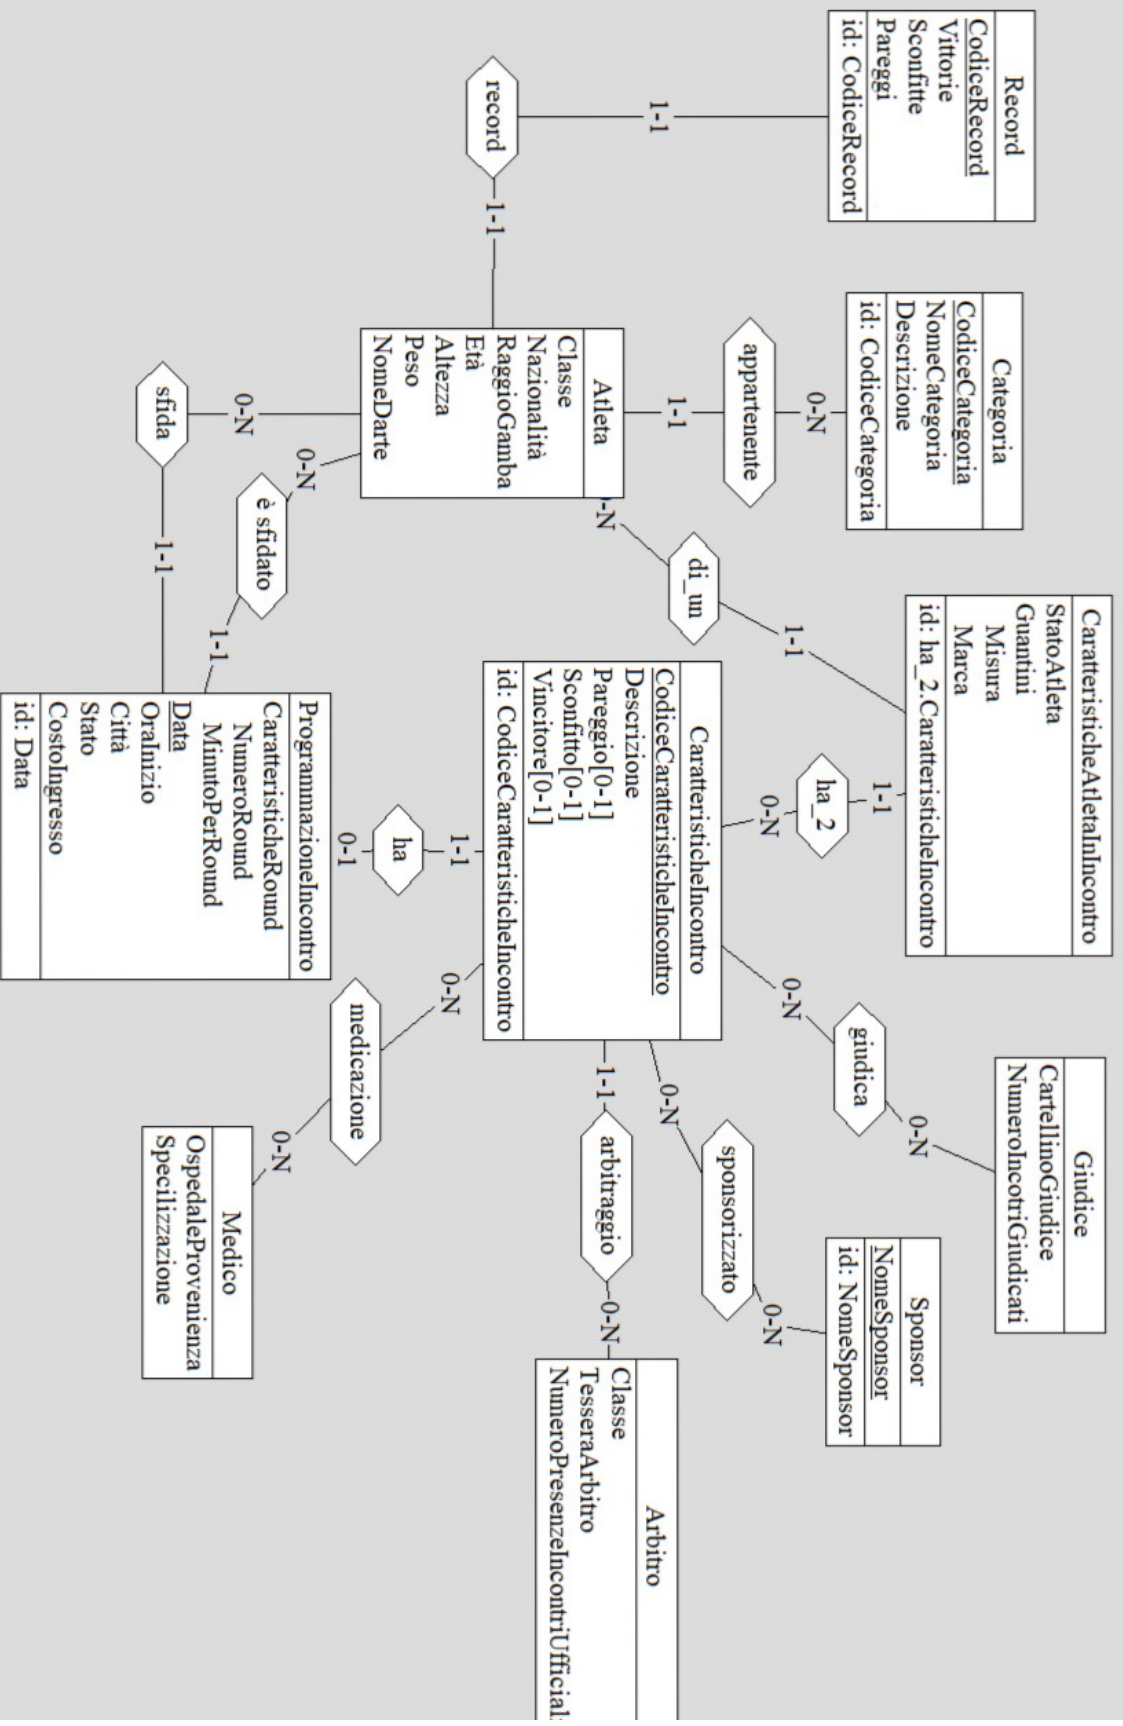 Record
CodiceRecord
Vittorie
Sconfitte
Pareggi
id: CodiceRecord
1-1
record
1-1
Categoria
CodiceCategoria
NomeCategoria
Descrizione
id: CodiceCategoria
0-N
appartenente
1-1
Atleta
Classe
Nazionalità
RaggioGamba
Età
Altezza
Peso
NomeDarte
0-N
sfida
1-1
0-N
è sfidato
1-1
0-N
di_un
1-1
CaratteristicheAtletaInIncontro
StatoAtleta
Guantini
Misura
Marca
id: ha_2.CaratteristicheIncontro
1-1
ha_2
0-N
CaratteristicheIncontro
CodiceCaratteristicheIncontro
Descrizione
Pareggio[0-1]
Sconfitto[0-1]
Vincitore[0-1]
id: CodiceCaratteristicheIncontro
1-1
ha
0-1
ProgrammazioneIncontro
CaratteristicheRound
NumeroRound
MinutoPerRound
Data
OraInizio
Città
Stato
CostoIngresso
id: Data
0-N
giudica
0-N
Giudice
CartellinoGiudice
NumeroIncotriGiudicati
0-N
sponsorizzato
0-N
Sponsor
NomeSponsor
id: NomeSponsor
1-1
arbitraggio
0-N
Arbitro
Classe
TesseraArbitro
NumeroPresenzeIncontriUfficiali
0-N
medicazione
0-N
Medico
OspedaleProvenienza
Specilizzazione